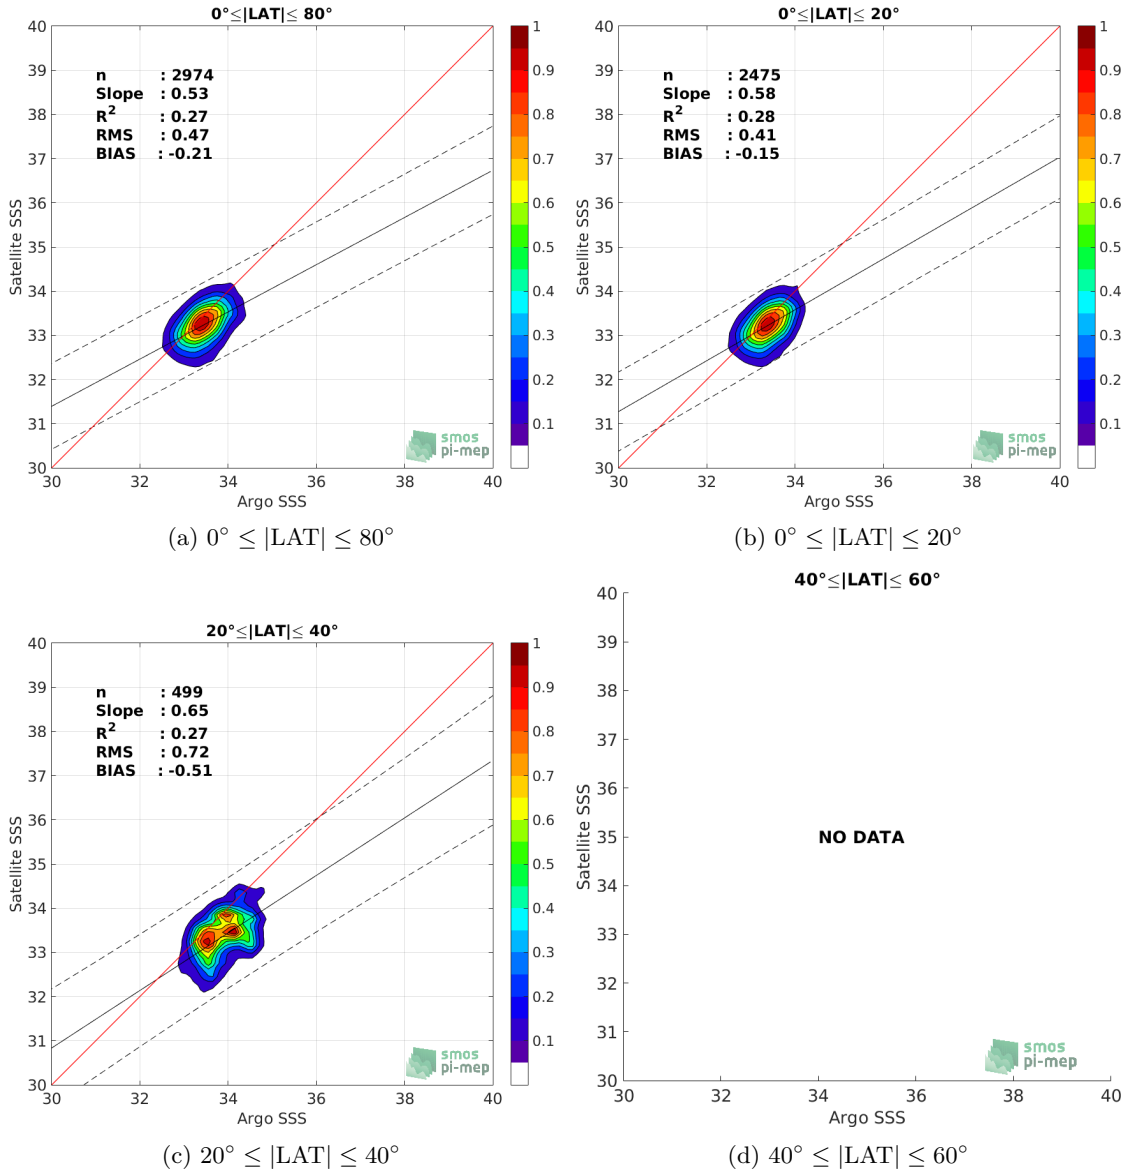 0°≤|LAT|≤ 80°
40
39
38
37
36
35
34
33
32
31
30
Satellite SSS
n : 2974
Slope : 0.53
R² : 0.27
RMS : 0.47
BIAS : -0.21
smos
pi-mep
30 32 34 36 38 40
Argo SSS
1
0.9
0.8
0.7
0.6
0.5
0.4
0.3
0.2
0.1
(a) 0° ≤ |LAT| ≤ 80°
0°≤|LAT|≤ 20°
40
39
38
37
36
35
34
33
32
31
30
Satellite SSS
n : 2475
Slope : 0.58
R² : 0.28
RMS : 0.41
BIAS : -0.15
smos
pi-mep
30 32 34 36 38 40
Argo SSS
1
0.9
0.8
0.7
0.6
0.5
0.4
0.3
0.2
0.1
(b) 0° ≤ |LAT| ≤ 20°
20°≤|LAT|≤ 40°
40
39
38
37
36
35
34
33
32
31
30
Satellite SSS
n : 499
Slope : 0.65
R² : 0.27
RMS : 0.72
BIAS : -0.51
smos
pi-mep
30 32 34 36 38 40
Argo SSS
1
0.9
0.8
0.7
0.6
0.5
0.4
0.3
0.2
0.1
(c) 20° ≤ |LAT| ≤ 40°
40°≤|LAT|≤ 60°
40
39
38
37
36
35
34
33
32
31
30
Satellite SSS
NO DATA
smos
pi-mep
30 32 34 36 38 40
Argo SSS
(d) 40° ≤ |LAT| ≤ 60°